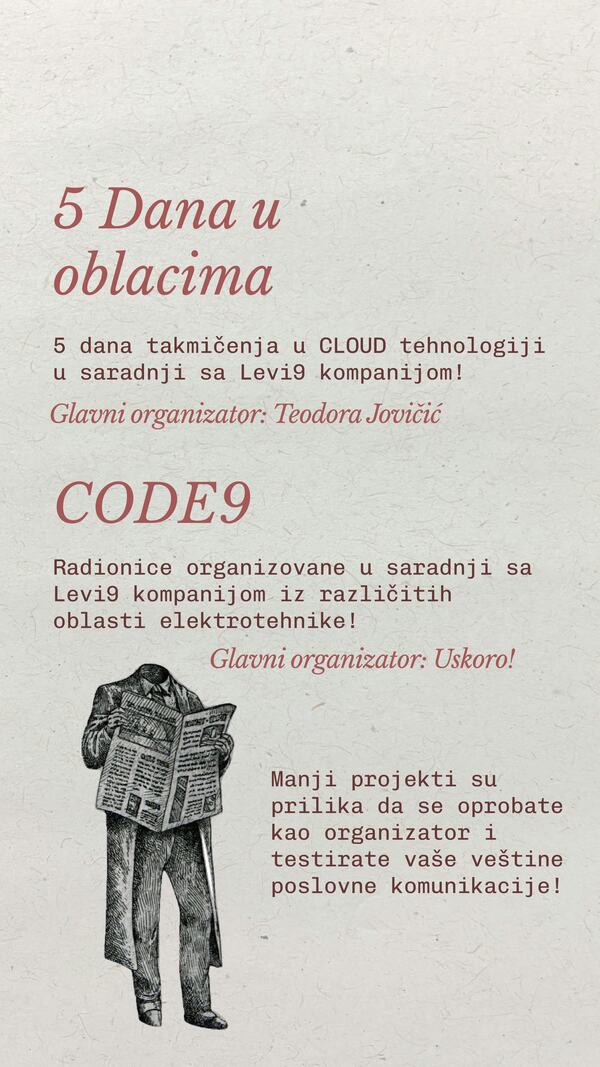 5 Dana u
oblacima
5 dana takmičenja u CLOUD tehnologiji
u saradnji sa Levi9 kompanijom!
Glavni organizator: Teodora Jovičić
CODE9
Radionice organizovane u saradnji sa
Levi9 kompanijom iz različitih
oblasti elektrotehnike!
Glavni organizator: Uskoro!
Manji projekti su
prilika da se oprobate
kao organizator i
testirate vaše veštine
poslovne komunikacije!